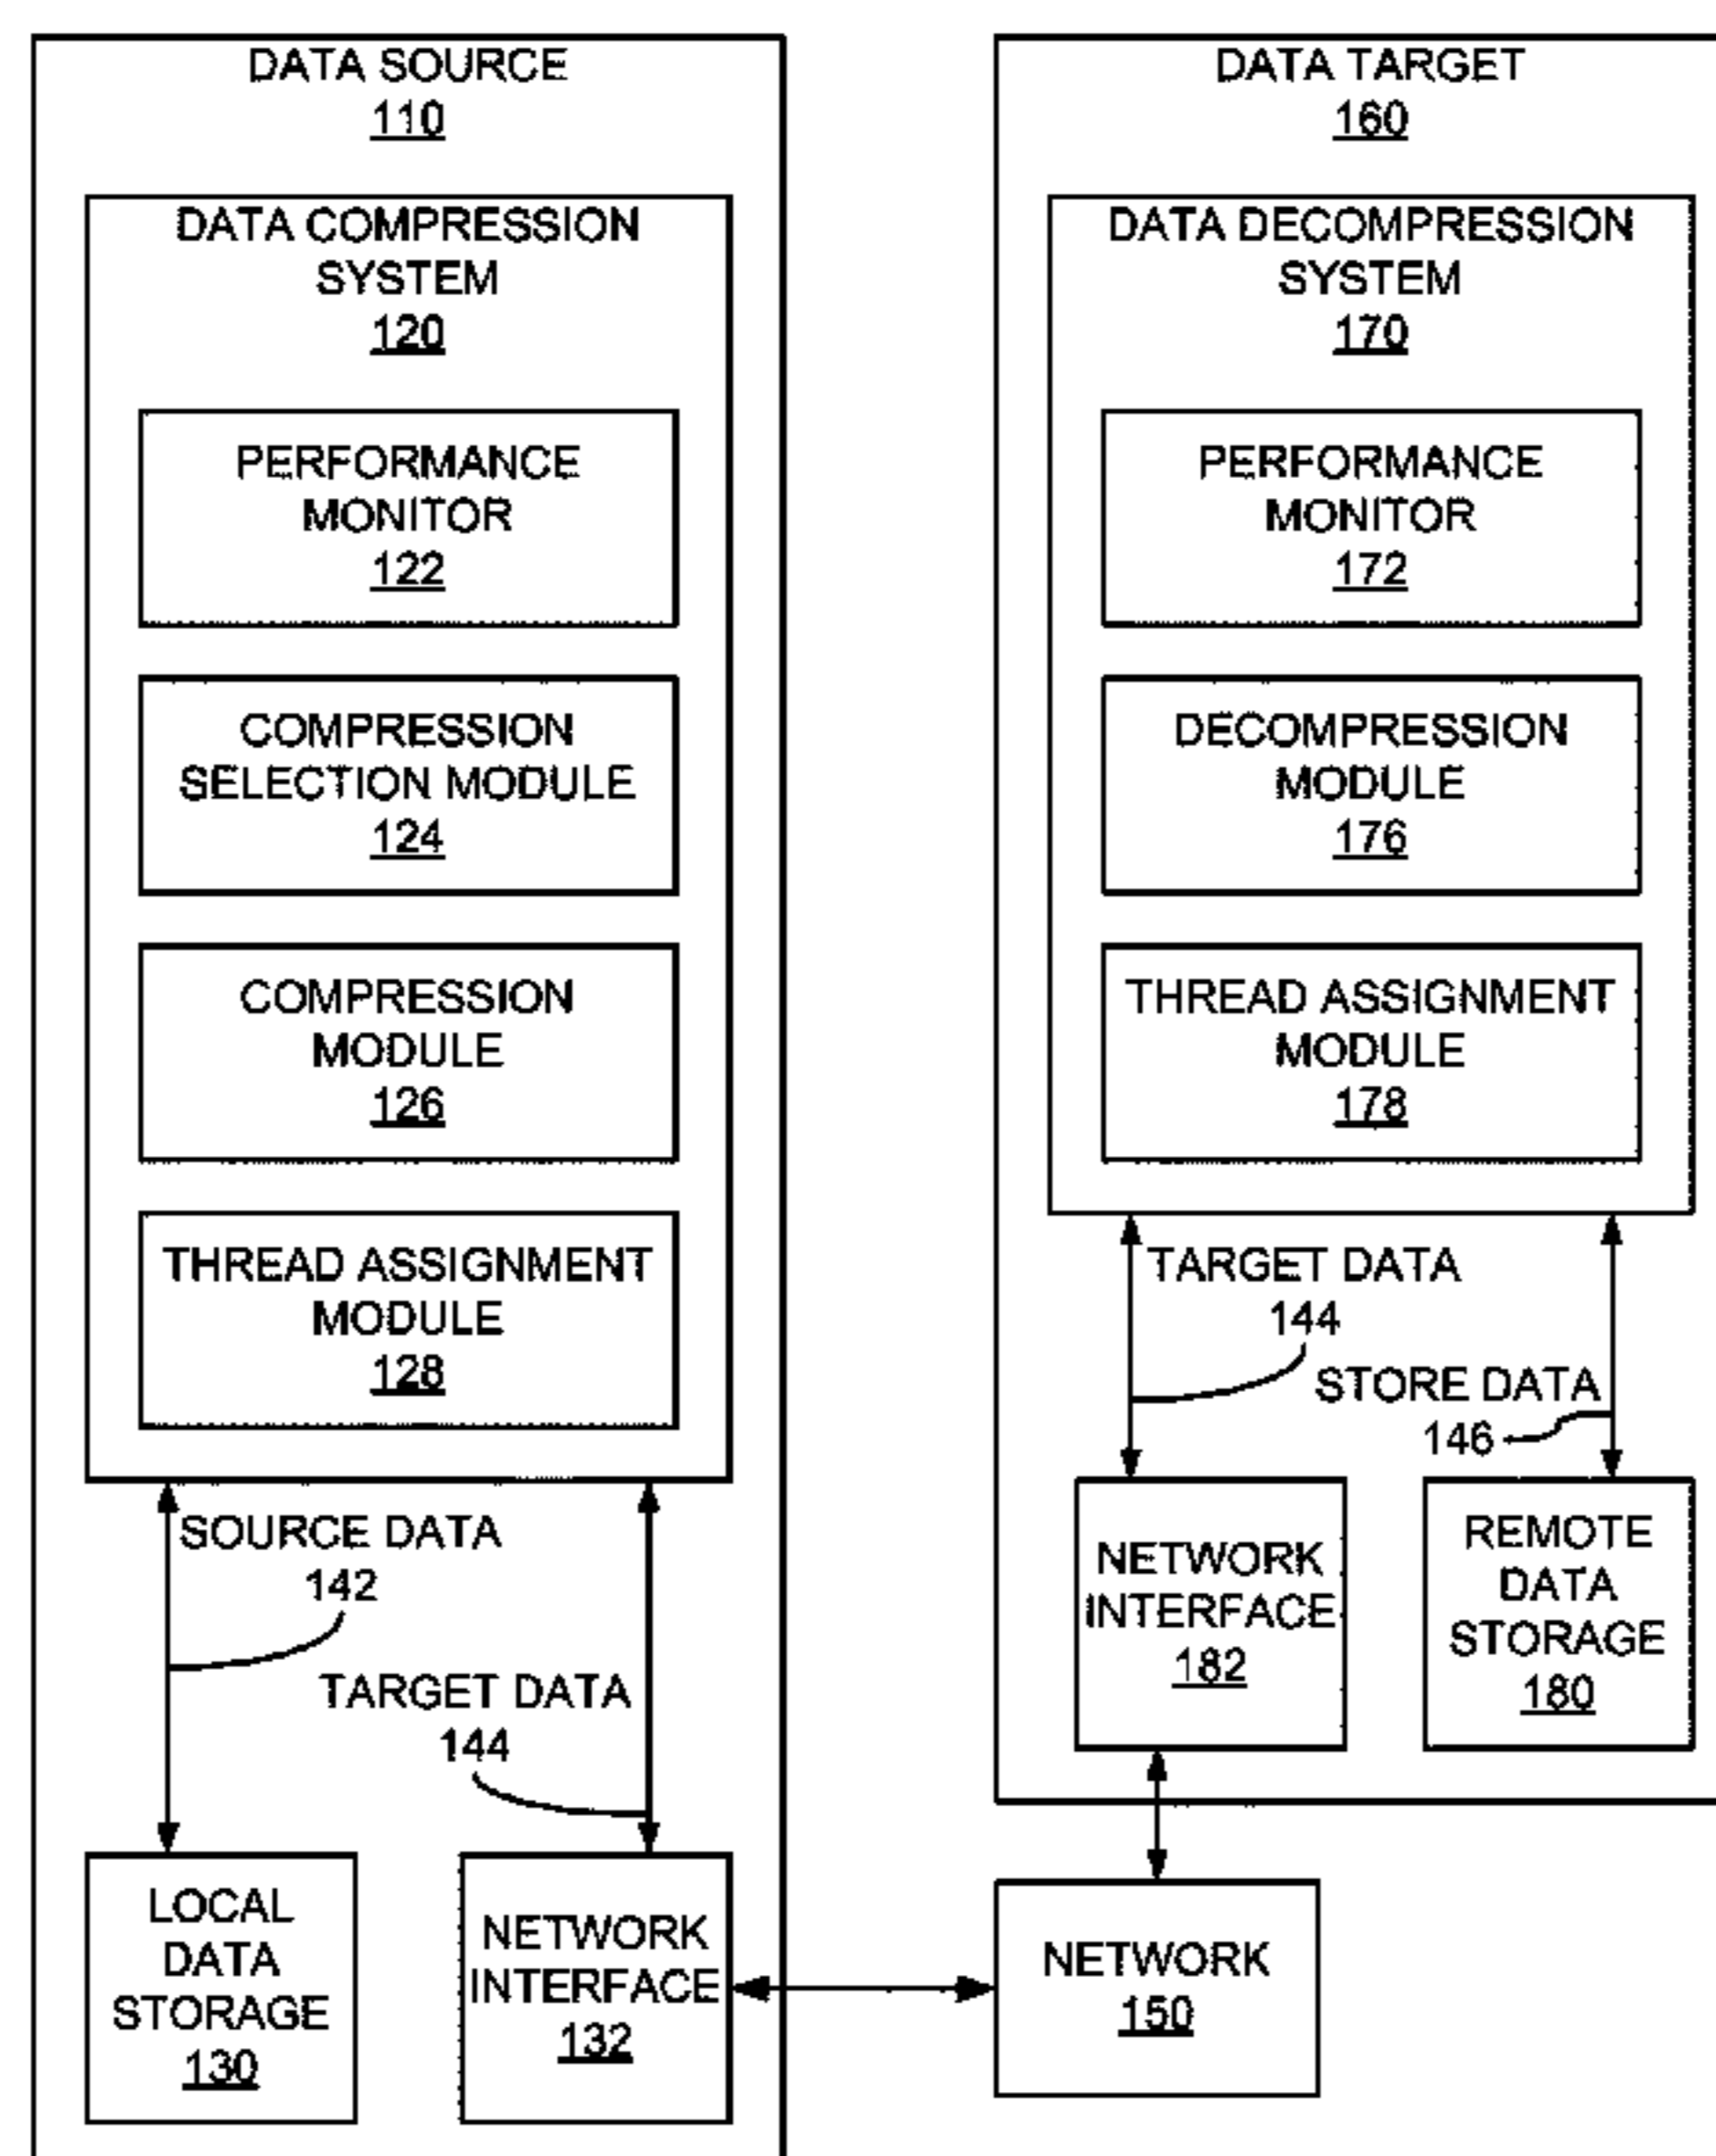 DATA SOURCE
110
DATA COMPRESSION
SYSTEM
120
PERFORMANCE
MONITOR
122
COMPRESSION
SELECTION MODULE
124
COMPRESSION
MODULE
126
THREAD ASSIGNMENT
MODULE
128
SOURCE DATA
142
TARGET DATA
144
LOCAL
DATA
STORAGE
130
NETWORK
INTERFACE
132
DATA TARGET
160
DATA DECOMPRESSION
SYSTEM
170
PERFORMANCE
MONITOR
172
DECOMPRESSION
MODULE
176
THREAD ASSIGNMENT
MODULE
178
TARGET DATA
144
STORE DATA
146
NETWORK
INTERFACE
182
REMOTE
DATA
STORAGE
180
NETWORK
150